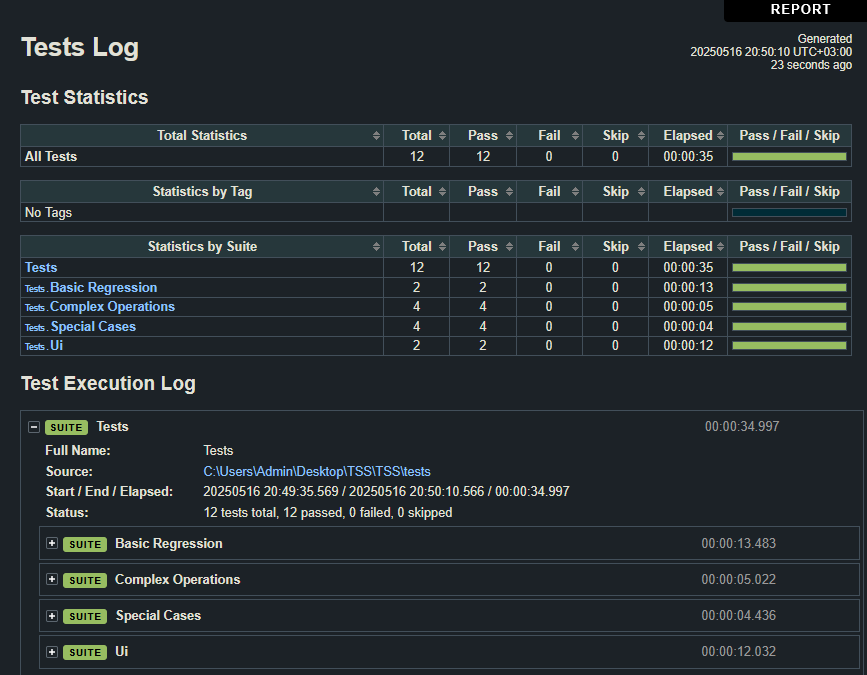 REPORT
Tests Log
Generated
20250516 20:50:10 UTC+03:00
23 seconds ago
Test Statistics
Total Statistics Total Pass Fail Skip Elapsed Pass / Fail / Skip
All Tests 12 12 0 0 00:00:35
Statistics by Tag Total Pass Fail Skip Elapsed Pass / Fail / Skip
No Tags
Statistics by Suite Total Pass Fail Skip Elapsed Pass / Fail / Skip
Tests 12 12 0 0 00:00:35
Tests . Basic Regression 2 2 0 0 00:00:13
Tests . Complex Operations 4 4 0 0 00:00:05
Tests . Special Cases 4 4 0 0 00:00:04
Tests . Ui 2 2 0 0 00:00:12
Test Execution Log
SUITE Tests 00:00:34.997
Full Name: Tests
Source: C:\Users\Admin\Desktop\TSS\TSS\tests
Start / End / Elapsed: 20250516 20:49:35.569 / 20250516 20:50:10.566 / 00:00:34.997
Status: 12 tests total, 12 passed, 0 failed, 0 skipped
SUITE Basic Regression 00:00:13.483
SUITE Complex Operations 00:00:05.022
SUITE Special Cases 00:00:04.436
SUITE Ui 00:00:12.032